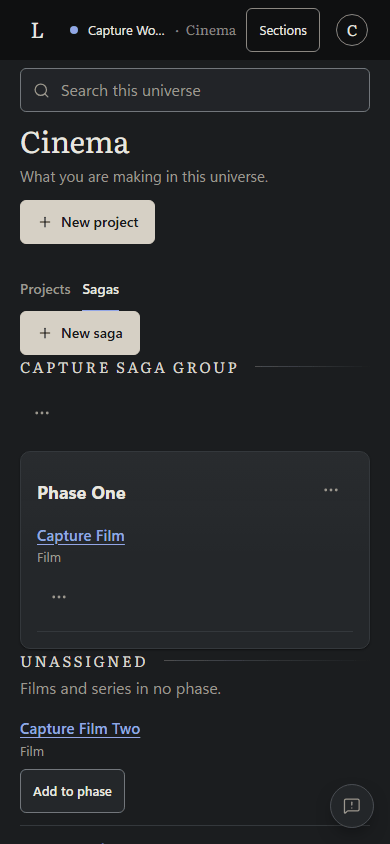 L Capture Wo... · Cinema Sections C
Search this universe
Cinema
What you are making in this universe.
+ New project
Projects Sagas
+ New saga
CAPTURE SAGA GROUP
...
Phase One ...
Capture Film
Film
...
UNASSIGNED
Films and series in no phase.
Capture Film Two
Film
Add to phase